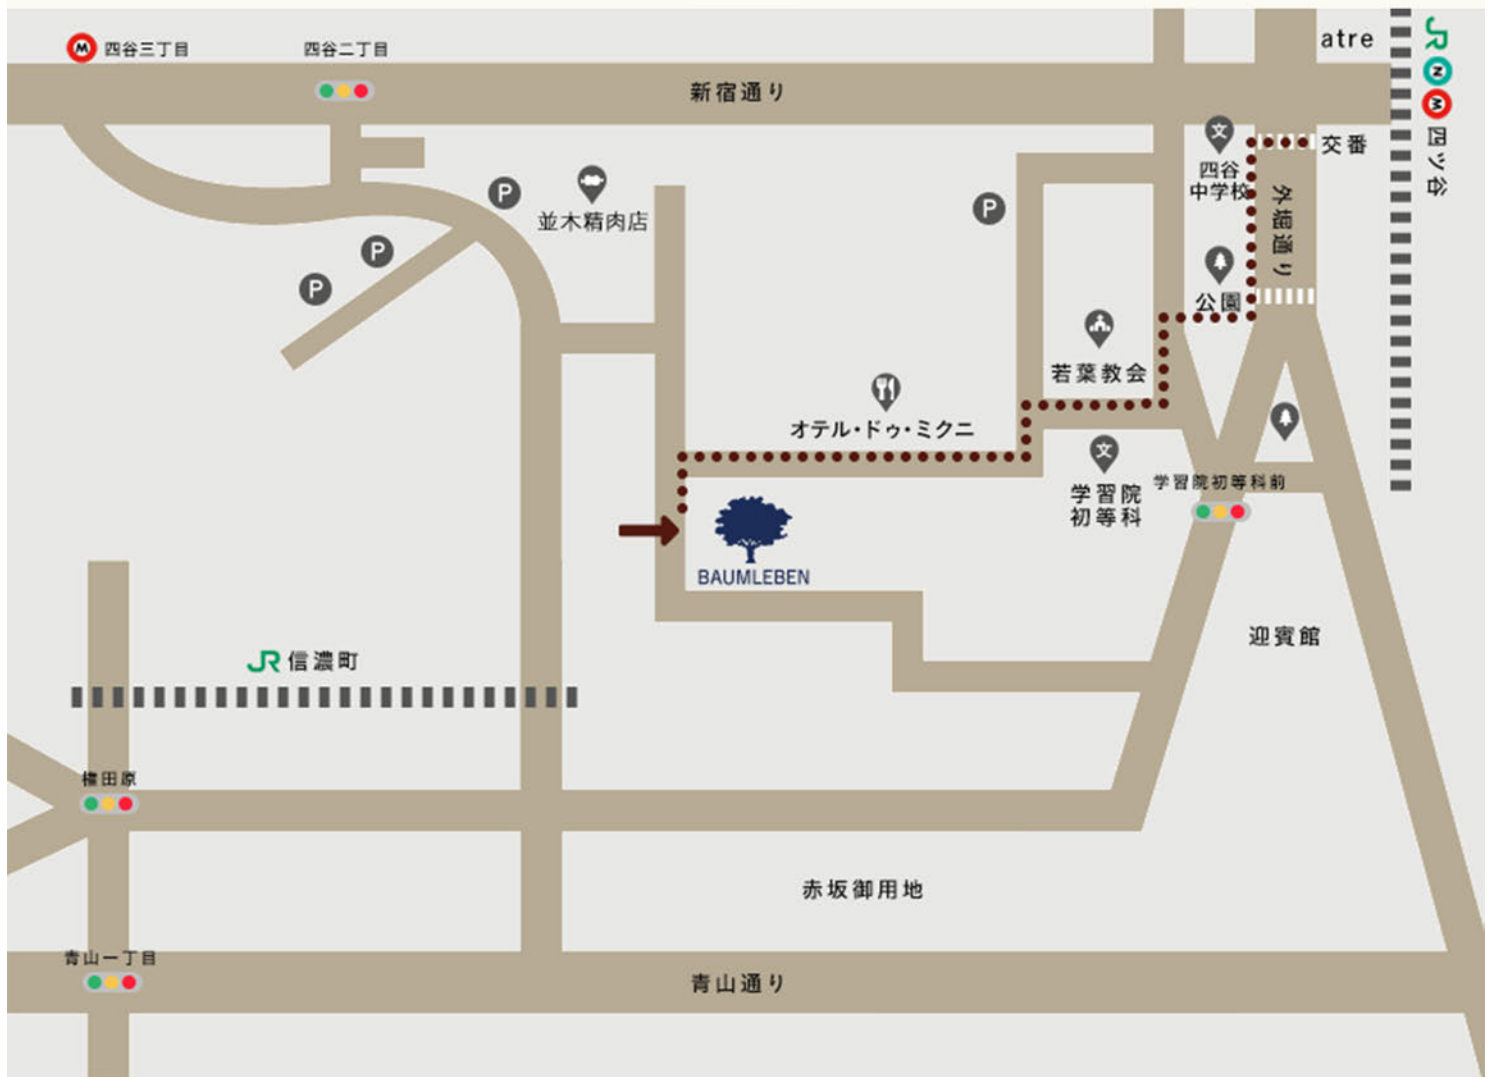 M 四谷三丁目
四谷二丁目
atre
JR N M 四ツ谷
新宿通り
交番
四谷
中学校
外堀通り
P
並木精肉店
P
P
P
公園
若葉教会
オテル・ドゥ・ミクニ
文
文
学習院
初等科
学習院初等科前
BAUMLEBEN
迎賓館
JR 信濃町
権田原
赤坂御用地
青山一丁目
青山通り